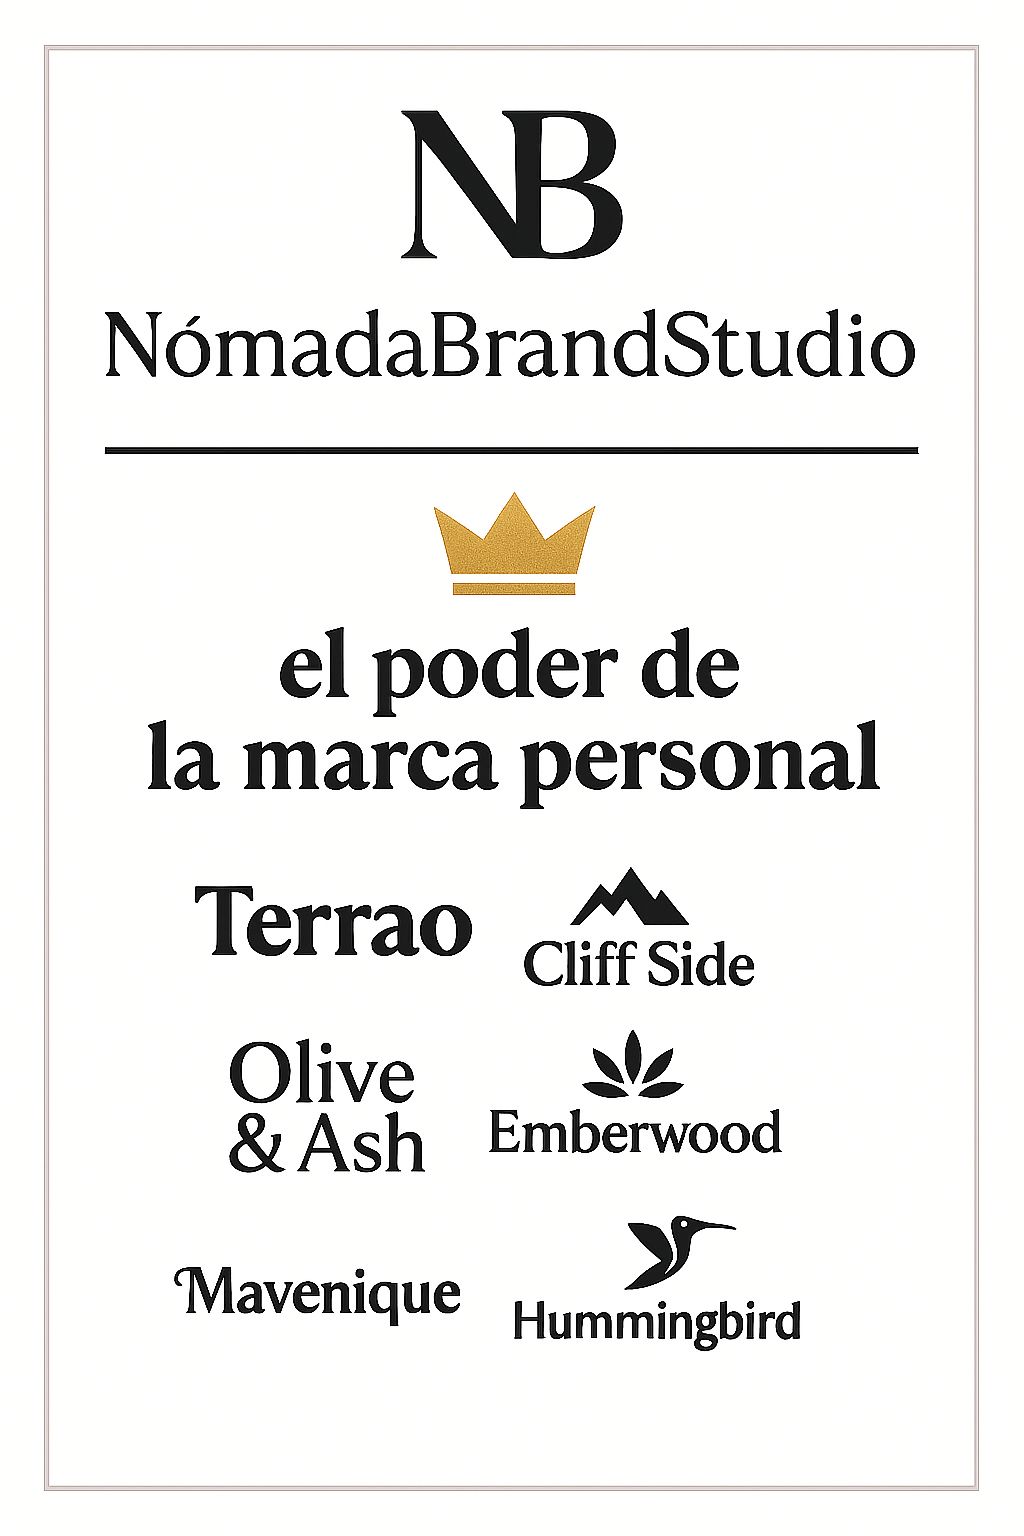 NB
NómadaBrandStudio
el poder de
la marca personal
Terrao
Cliff Side
Olive
& Ash
Emberwood
Mavenique
Hummingbird